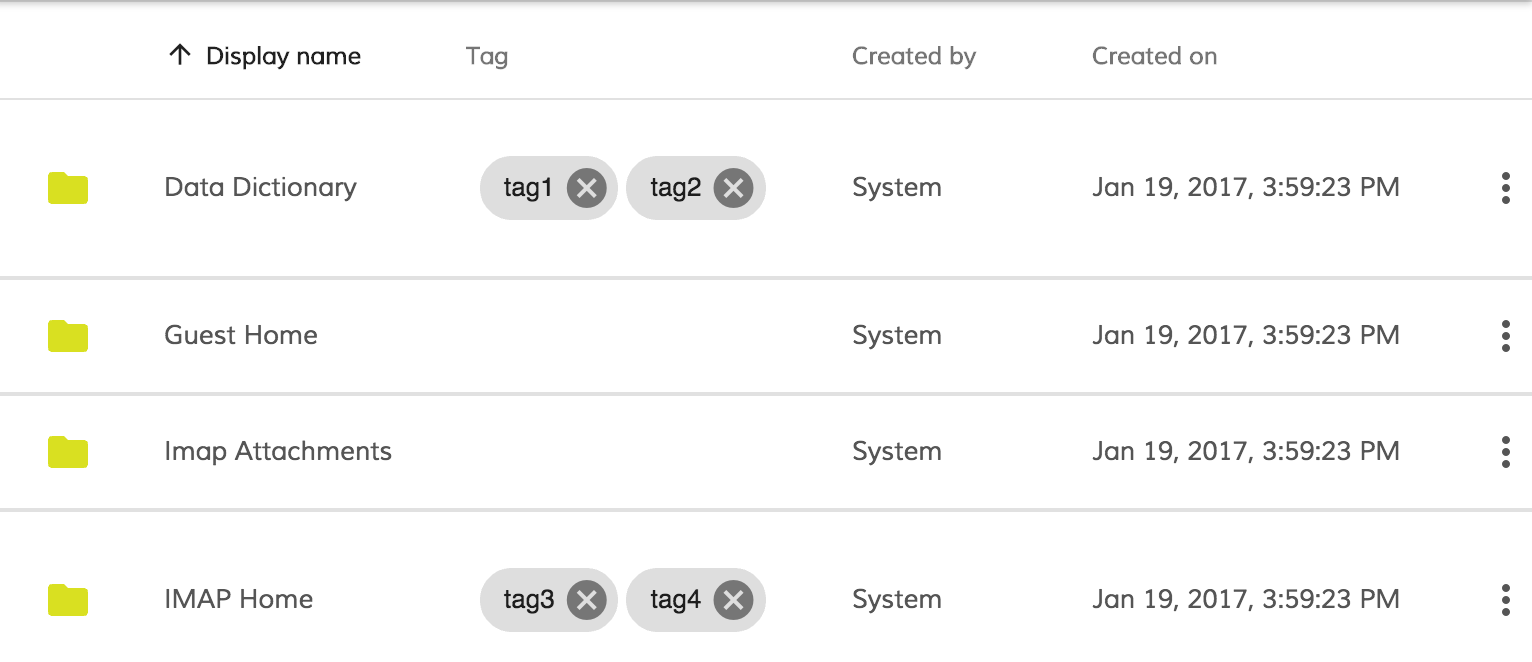 Display name Tag Created by Created on
Data Dictionary tag1 tag2 System Jan 19, 2017, 3:59:23 PM
Guest Home System Jan 19, 2017, 3:59:23 PM
Imap Attachments System Jan 19, 2017, 3:59:23 PM
IMAP Home tag3 tag4 System Jan 19, 2017, 3:59:23 PM